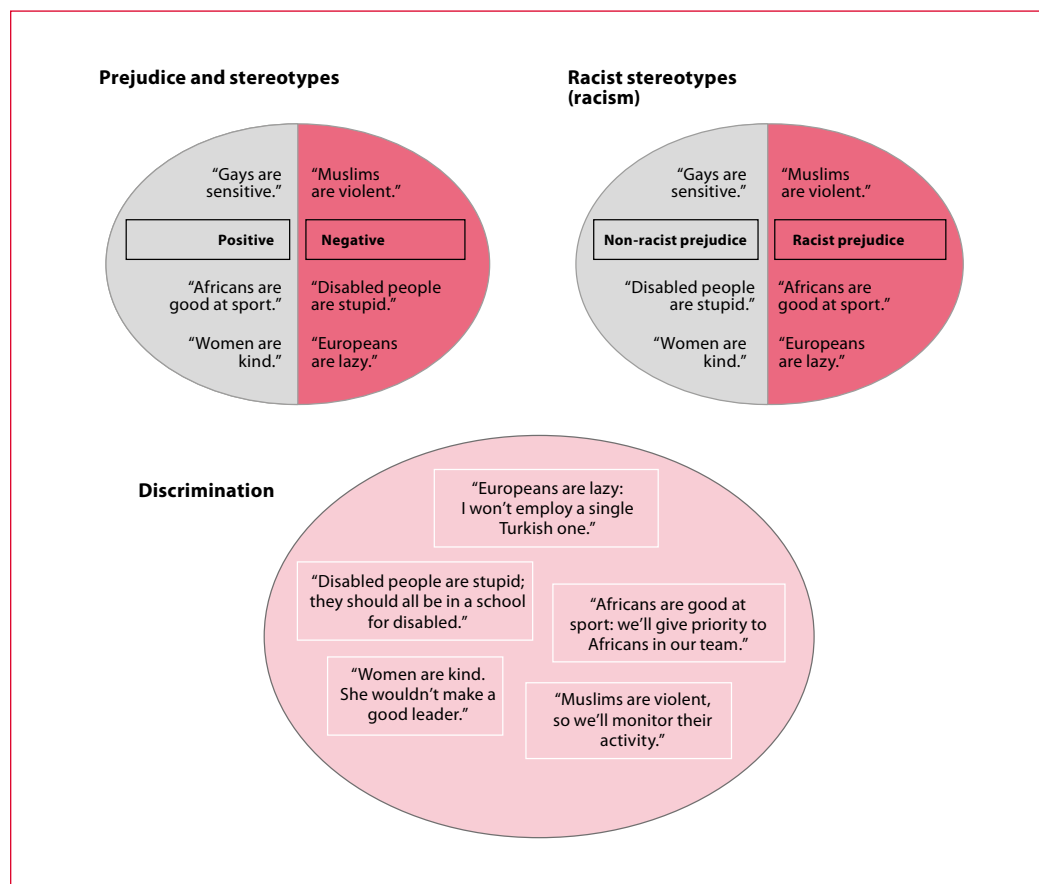 Prejudice and stereotypes
“Gays are
sensitive.”
“Muslims
are violent.”
Positive
Negative
“Africans are
good at sport.”
“Disabled people
are stupid.”
“Women are
kind.”
“Europeans
are lazy.”
Racist stereotypes
(racism)
“Gays are
sensitive.”
“Muslims
are violent.”
Non-racist prejudice
Racist prejudice
“Disabled people
are stupid.”
“Africans are
good at sport.”
“Women are
kind.”
“Europeans
are lazy.”
Discrimination
“Europeans are lazy:
I won’t employ a single
Turkish one.”
“Disabled people are stupid;
they should all be in a school
for disabled.”
“Africans are good at
sport: we’ll give priority to
Africans in our team.”
“Women are kind.
She wouldn’t make a
good leader.”
“Muslims are violent,
so we’ll monitor their
activity.”